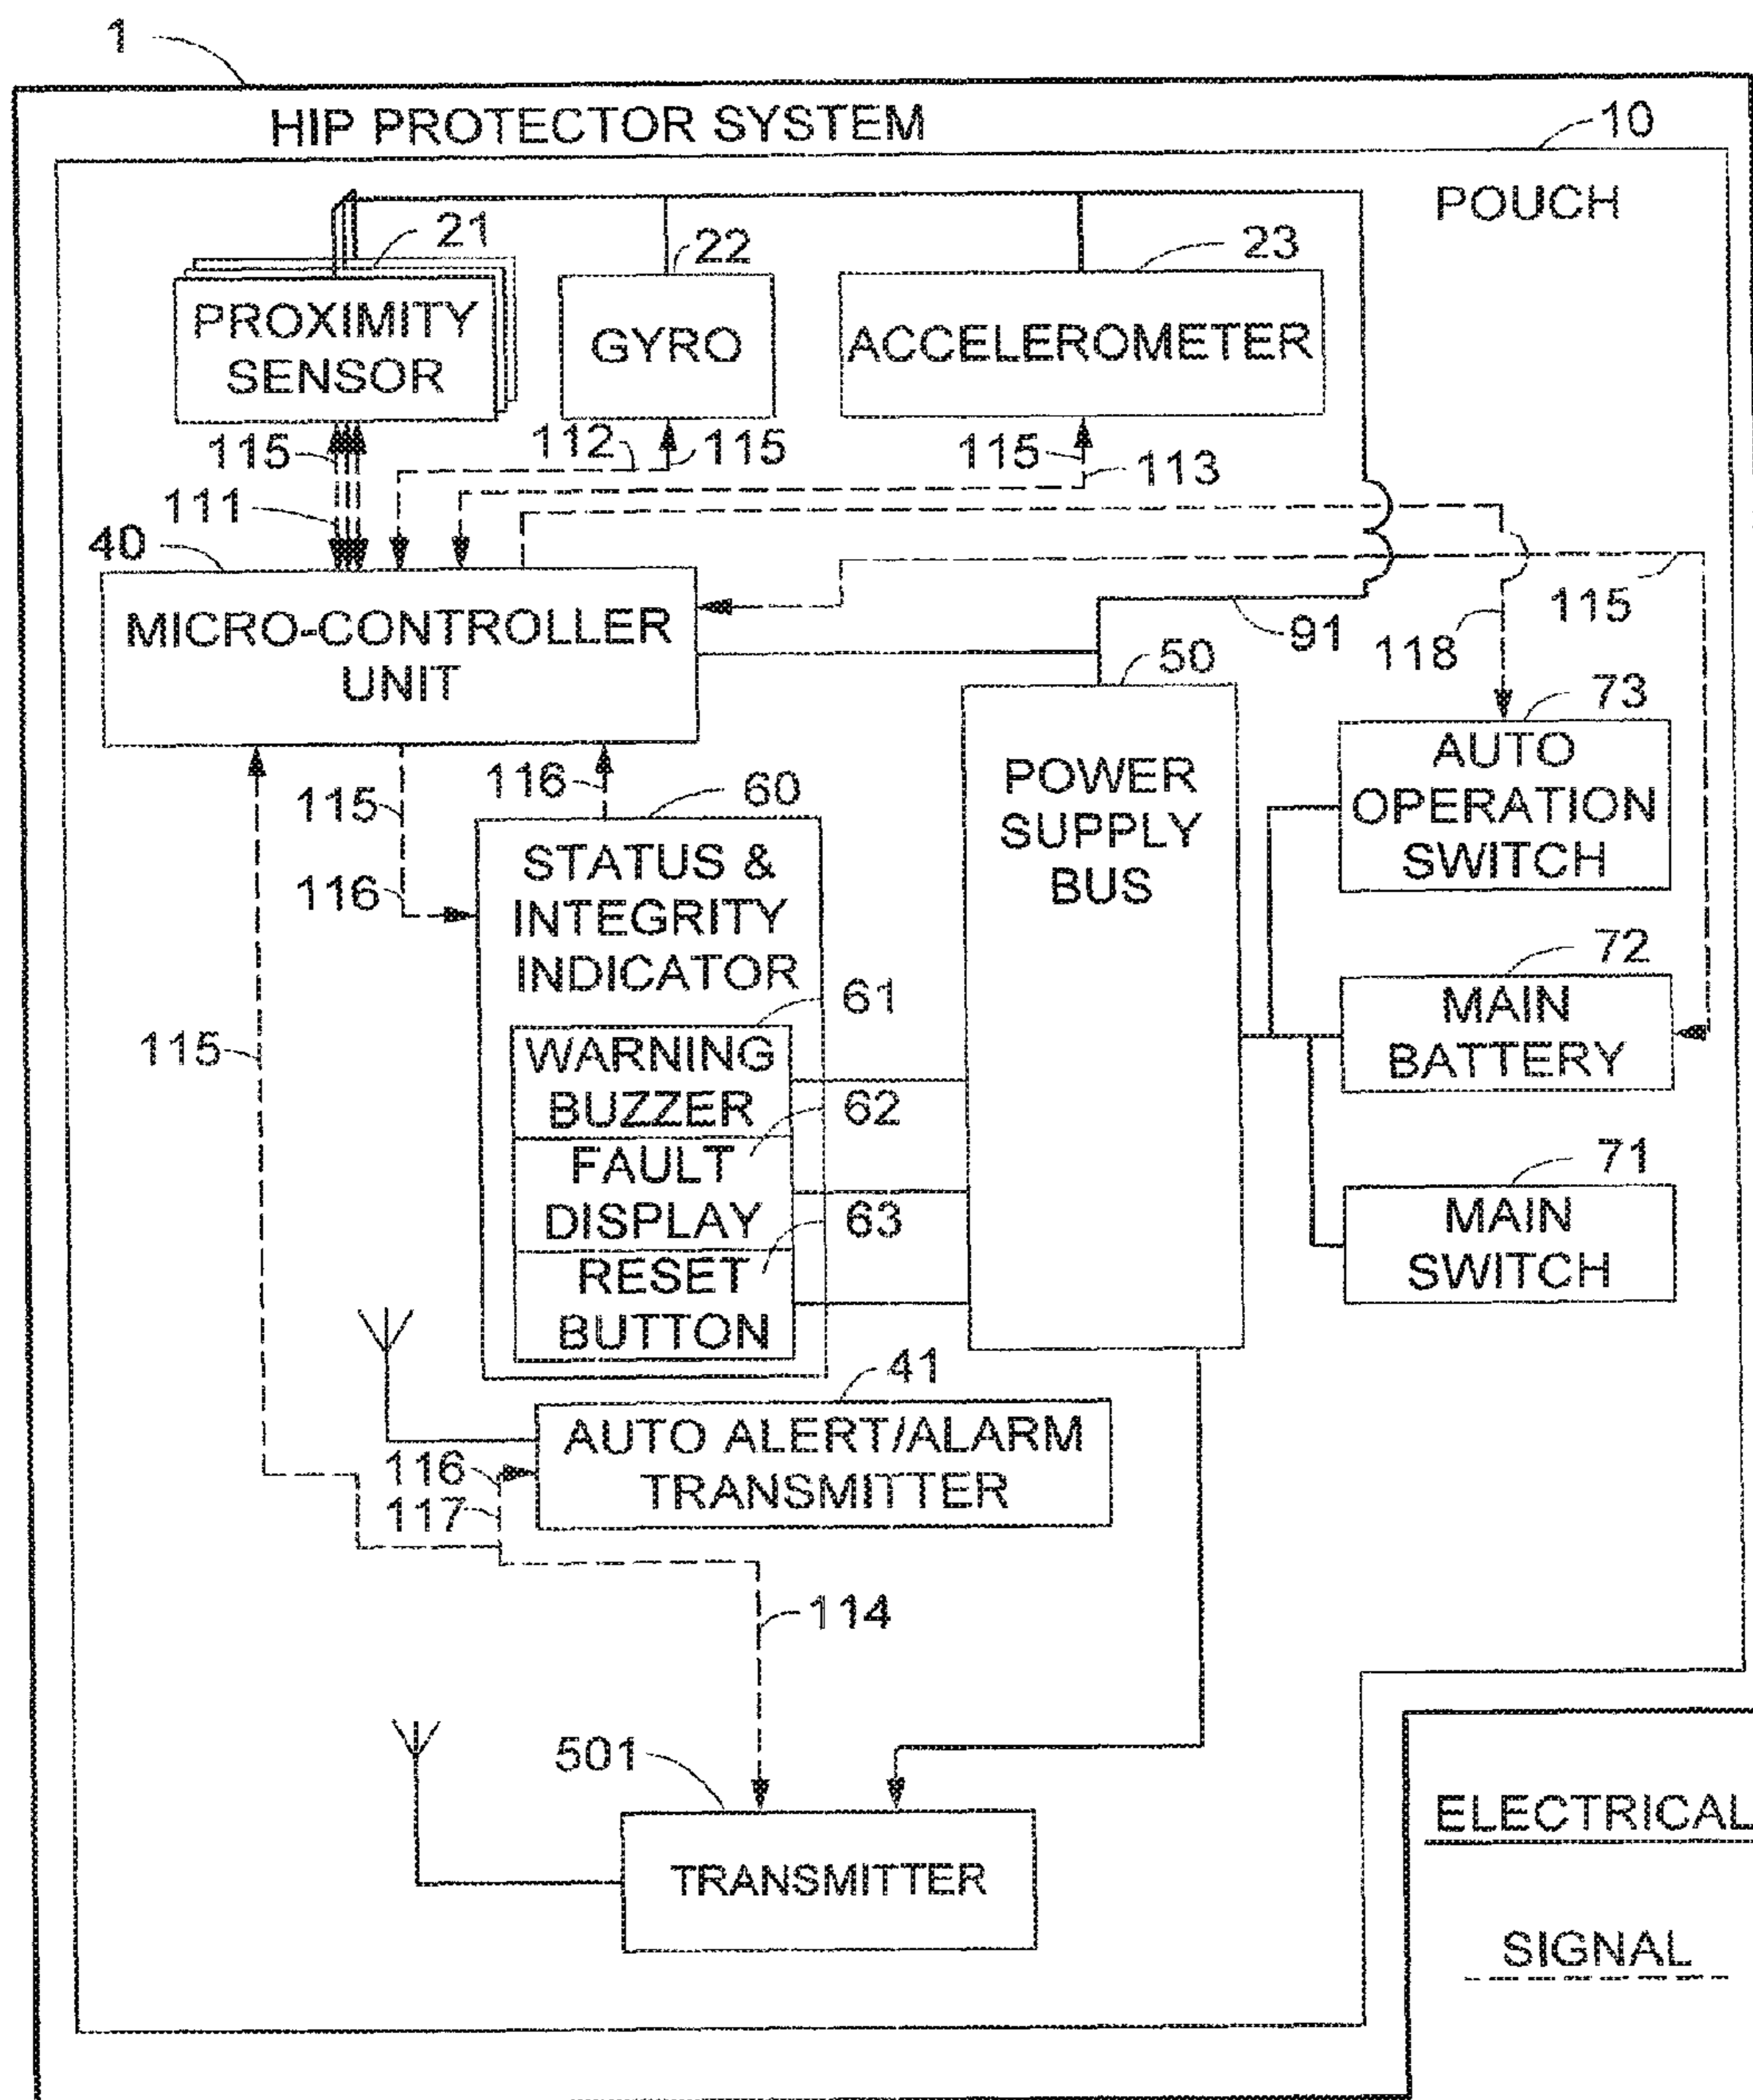 1
HIP PROTECTOR SYSTEM
10
POUCH
21
22
23
PROXIMITY
SENSOR
GYRO
ACCELEROMETER
115
112
115
115
113
111
40
MICRO-CONTROLLER
UNIT
115
91
118
50
73
POWER
SUPPLY
BUS
AUTO
OPERATION
SWITCH
116
60
115
116
STATUS &
INTEGRITY
INDICATOR
72
MAIN
BATTERY
61
WARNING
BUZZER
115
62
FAULT
DISPLAY
71
MAIN
SWITCH
63
RESET
BUTTON
41
AUTO ALERT/ALARM
TRANSMITTER
116
117
114
501
TRANSMITTER
ELECTRICAL
SIGNAL